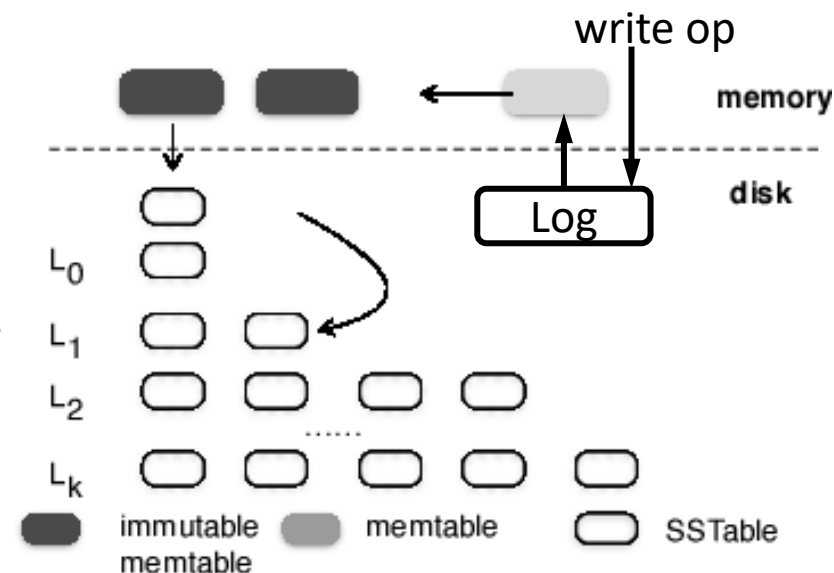 write op
memory
disk
Log
L0
L1
L2
......
Lk
immutable
memtable
memtable
SSTable